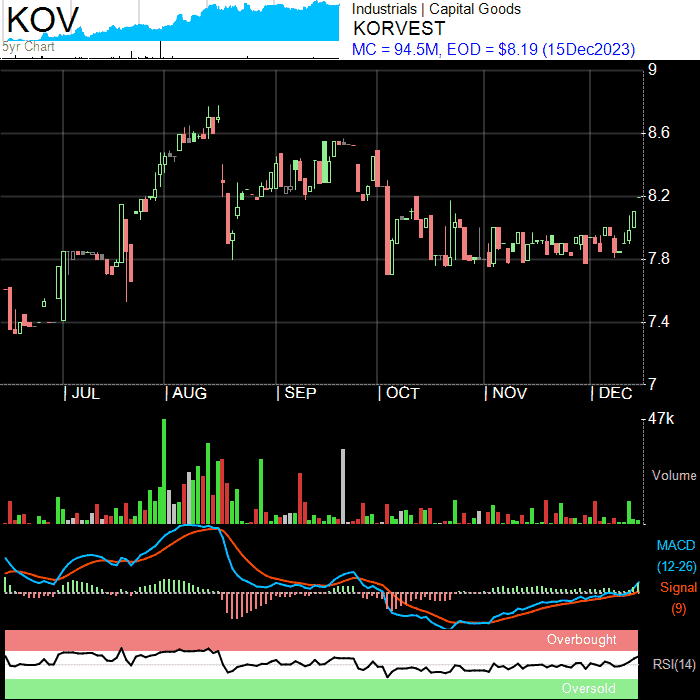 KOV
5yr Chart
Industrials | Capital Goods
KORVEST
MC = 94.5M, EOD = $8.19 (15Dec2023)
9
8.6
8.2
7.8
7.4
7
| JUL | AUG | SEP | OCT | NOV | DEC
47k
Volume
MACD
(12-26)
Signal
(9)
Overbought
RSI(14)
Oversold